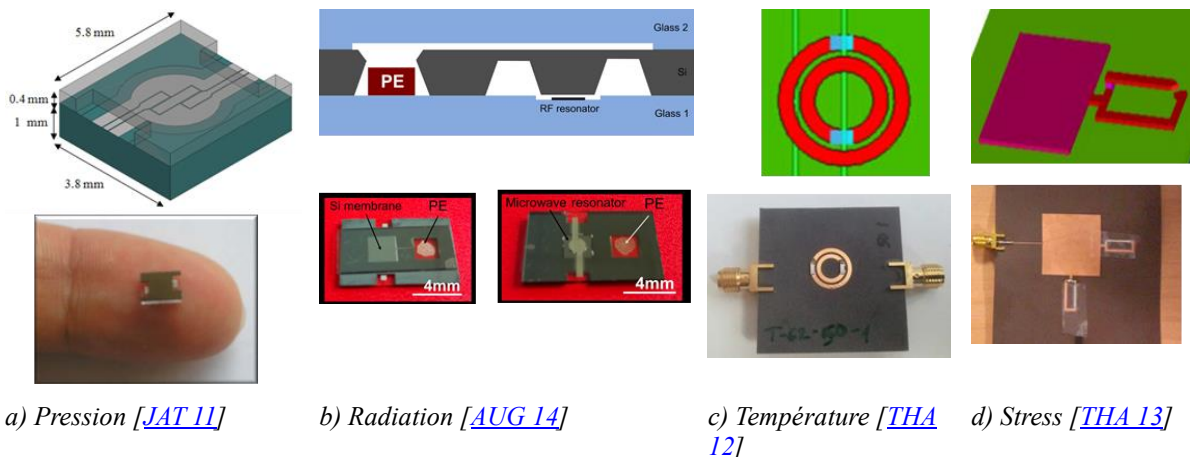 5.8 mm
0.4 mm
1 mm
3.8 mm
Glass 2
PE
Si
RF resonator
Glass 1
Si membrane
PE
4mm
Microwave resonator
PE
4mm
T-62-50-1
a) Pression [JAT 11]
b) Radiation [AUG 14]
c) Température [THA
12]
d) Stress [THA 13]